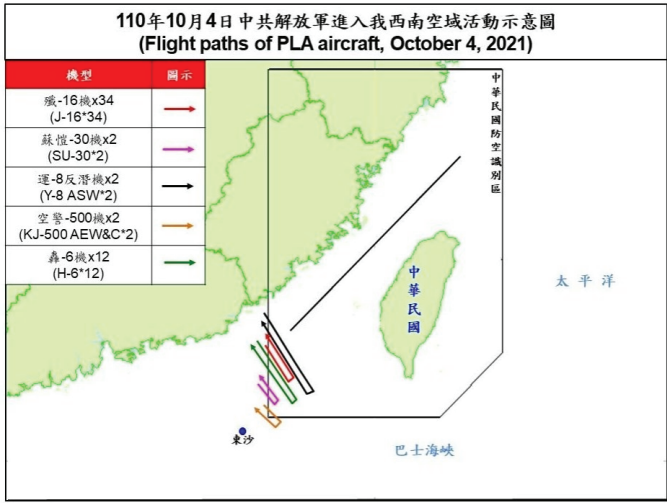 110年10月4日中共解放軍進入我西南空域活動示意圖
(Flight paths of PLA aircraft, October 4, 2021)
機型 圖示
殲-16機x34
(J-16*34)
蘇愷-30機x2
(SU-30*2)
運-8反潛機x2
(Y-8 ASW*2)
空警-500機x2
(KJ-500 AEW&C*2)
轟-6機x12
(H-6*12)
中華民國防空識別區
中華民國
太平洋
東沙
巴士海峽